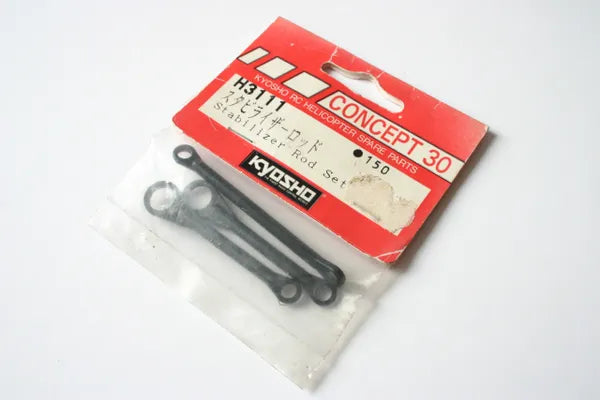 CONCEPT 30
KYOSHO RC HELICOPTER SPARE PARTS
H3111
スタビライザーロッド
Stabilizer Rod Set
●150
KYOSHO